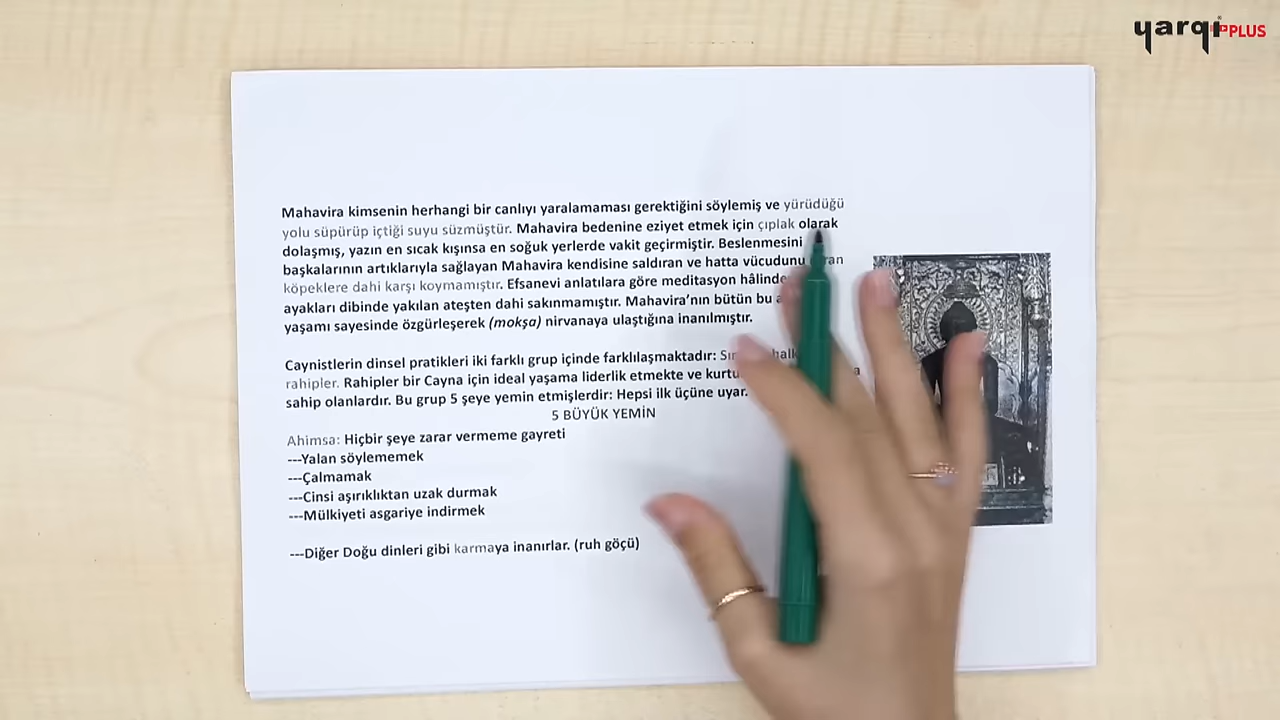 yarqı PLUS
Mahavira kimsenin herhangi bir canlıyı yaralamaması gerektiğini söylemiş ve yürüdüğü
yolu süpürüp içtiği suyu süzmüştür. Mahavira bedenine eziyet etmek için çıplak olarak
dolaşmış, yazın en sıcak kışınsa en soğuk yerlerde vakit geçirmiştir. Beslenmesini
başkalarının artıklarıyla sağlayan Mahavira kendisine saldıran ve hatta vücudunu
köpeklere dahi karşı koymamıştır. Efsanevi anlatılara göre meditasyon hâlinde
ayakları dibinde yakılan ateşten dahi sakınmamıştır. Mahavira'nın bütün bu
yaşamı sayesinde özgürleşerek (mokşa) nirvanaya ulaştığına inanılmıştır.
Caynistlerin dinsel pratikleri iki farklı grup içinde farklılaşmaktadır:
rahipler. Rahipler bir Cayna için ideal yaşama liderlik etmekte ve
sahip olanlardır. Bu grup 5 şeye yemin etmişlerdir: Hepsi ilk üçüne uyar.
5 BÜYÜK YEMİN
Ahimsa: Hiçbir şeye zarar vermeme gayreti
---Yalan söylememek
---Çalmamak
---Cinsi aşırıklıktan uzak durmak
---Mülkiyeti asgariye indirmek
---Diğer Doğu dinleri gibi karmaya inanırlar. (ruh göçü)